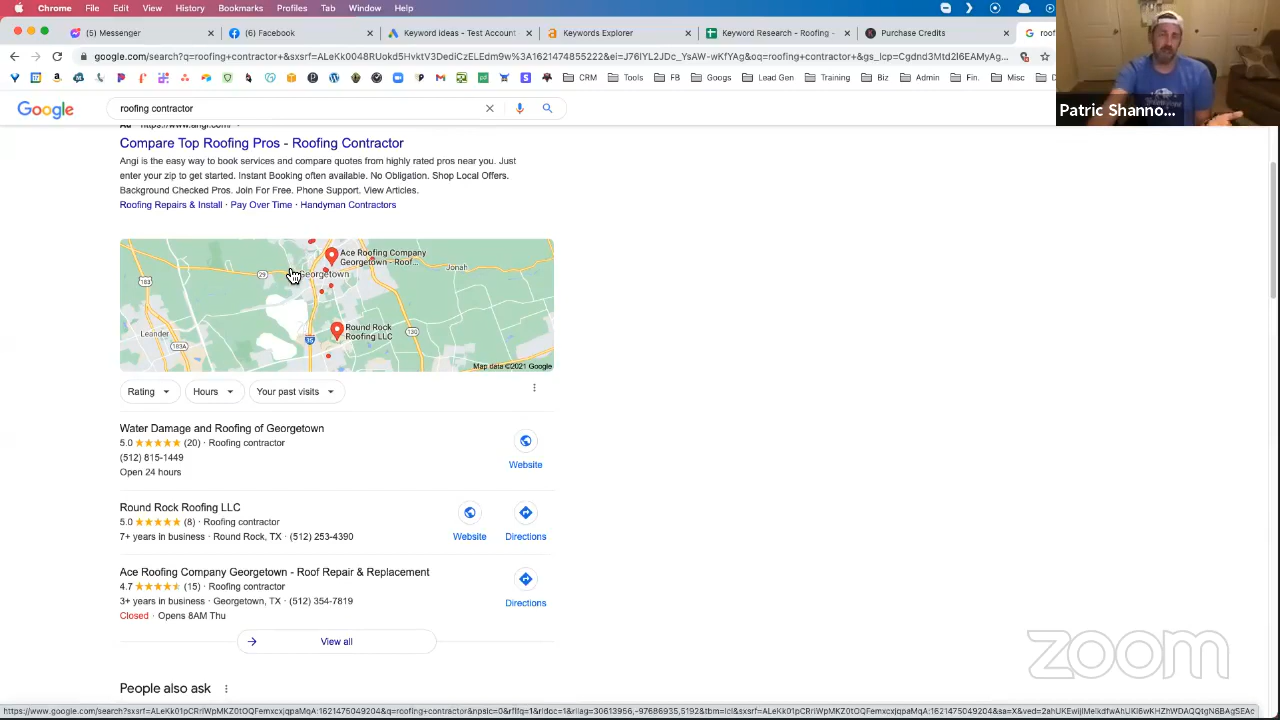 Chrome File Edit View History Bookmarks Profiles Tab Window Help
(5) Messenger
(6) Facebook
Keyword ideas - Test Account
Keywords Explorer
Keyword Research - Roofing -
Purchase Credits
roof
CRM
Tools
FB
Goog
Lead Gen
Training
Biz
Admin
Fin.
Misc
Patric Shanno...
Google
roofing contractor
Compare Top Roofing Pros - Roofing Contractor
Angi is the easy way to book services and compare quotes from highly rated pros near you. Just
enter your zip to get started. Instant Booking often available. No Obligation. Shop Local Offers.
Background Checked Pros. Join For Free. Phone Support. View Articles.
Roofing Repairs & Install · Pay Over Time · Handyman Contractors
Ace Roofing Company
Georgetown - Roof...
Jonah
29
Georgetown
183
Round Rock
Roofing LLC
130
Leander
183A
35
Map data ©2021 Google
Rating
Hours
Your past visits
Water Damage and Roofing of Georgetown
5.0 ★★★★★ (20) · Roofing contractor
(512) 815-1449
Open 24 hours
Website
Round Rock Roofing LLC
5.0 ★★★★★ (8) · Roofing contractor
7+ years in business · Round Rock, TX · (512) 253-4390
Website
Directions
Ace Roofing Company Georgetown - Roof Repair & Replacement
4.7 (15) · Roofing contractor
3+ years in business · Georgetown, TX · (512) 354-7819
Closed · Opens 8AM Thu
Directions
View all
People also ask
zoom